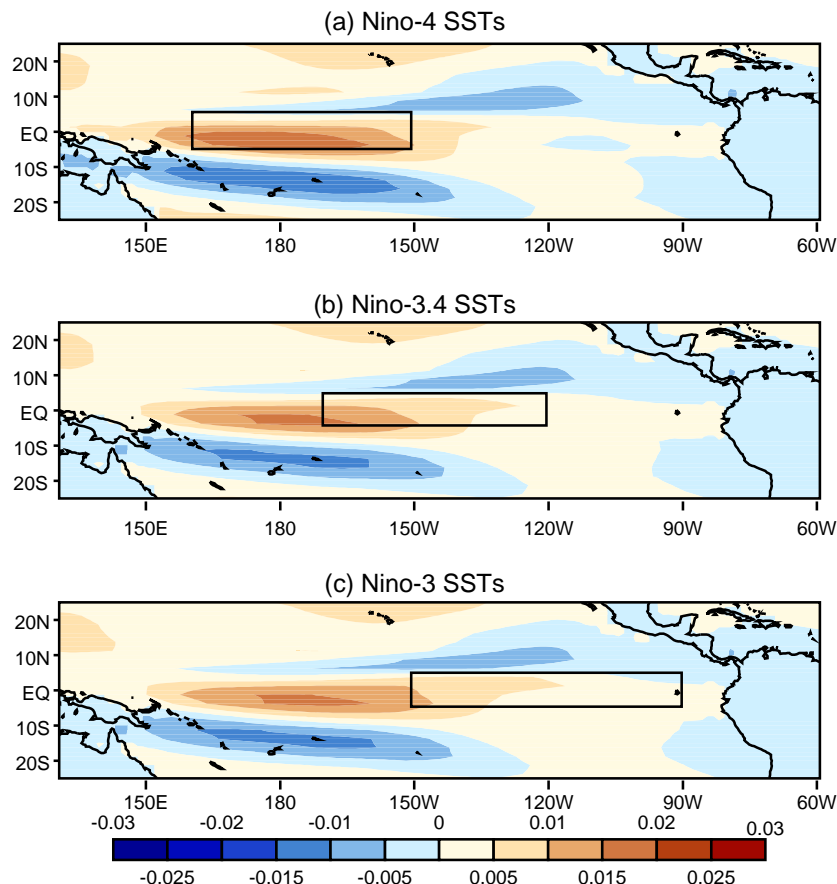 (a) Nino-4 SSTs
20N
10N
EQ
10S
20S
150E 180 150W 120W 90W 60W
(b) Nino-3.4 SSTs
20N
10N
EQ
10S
20S
150E 180 150W 120W 90W 60W
(c) Nino-3 SSTs
20N
10N
EQ
10S
20S
150E 180 150W 120W 90W 60W
-0.03 -0.02 -0.01 0 0.01 0.02 0.03
-0.025 -0.015 -0.005 0.005 0.015 0.025